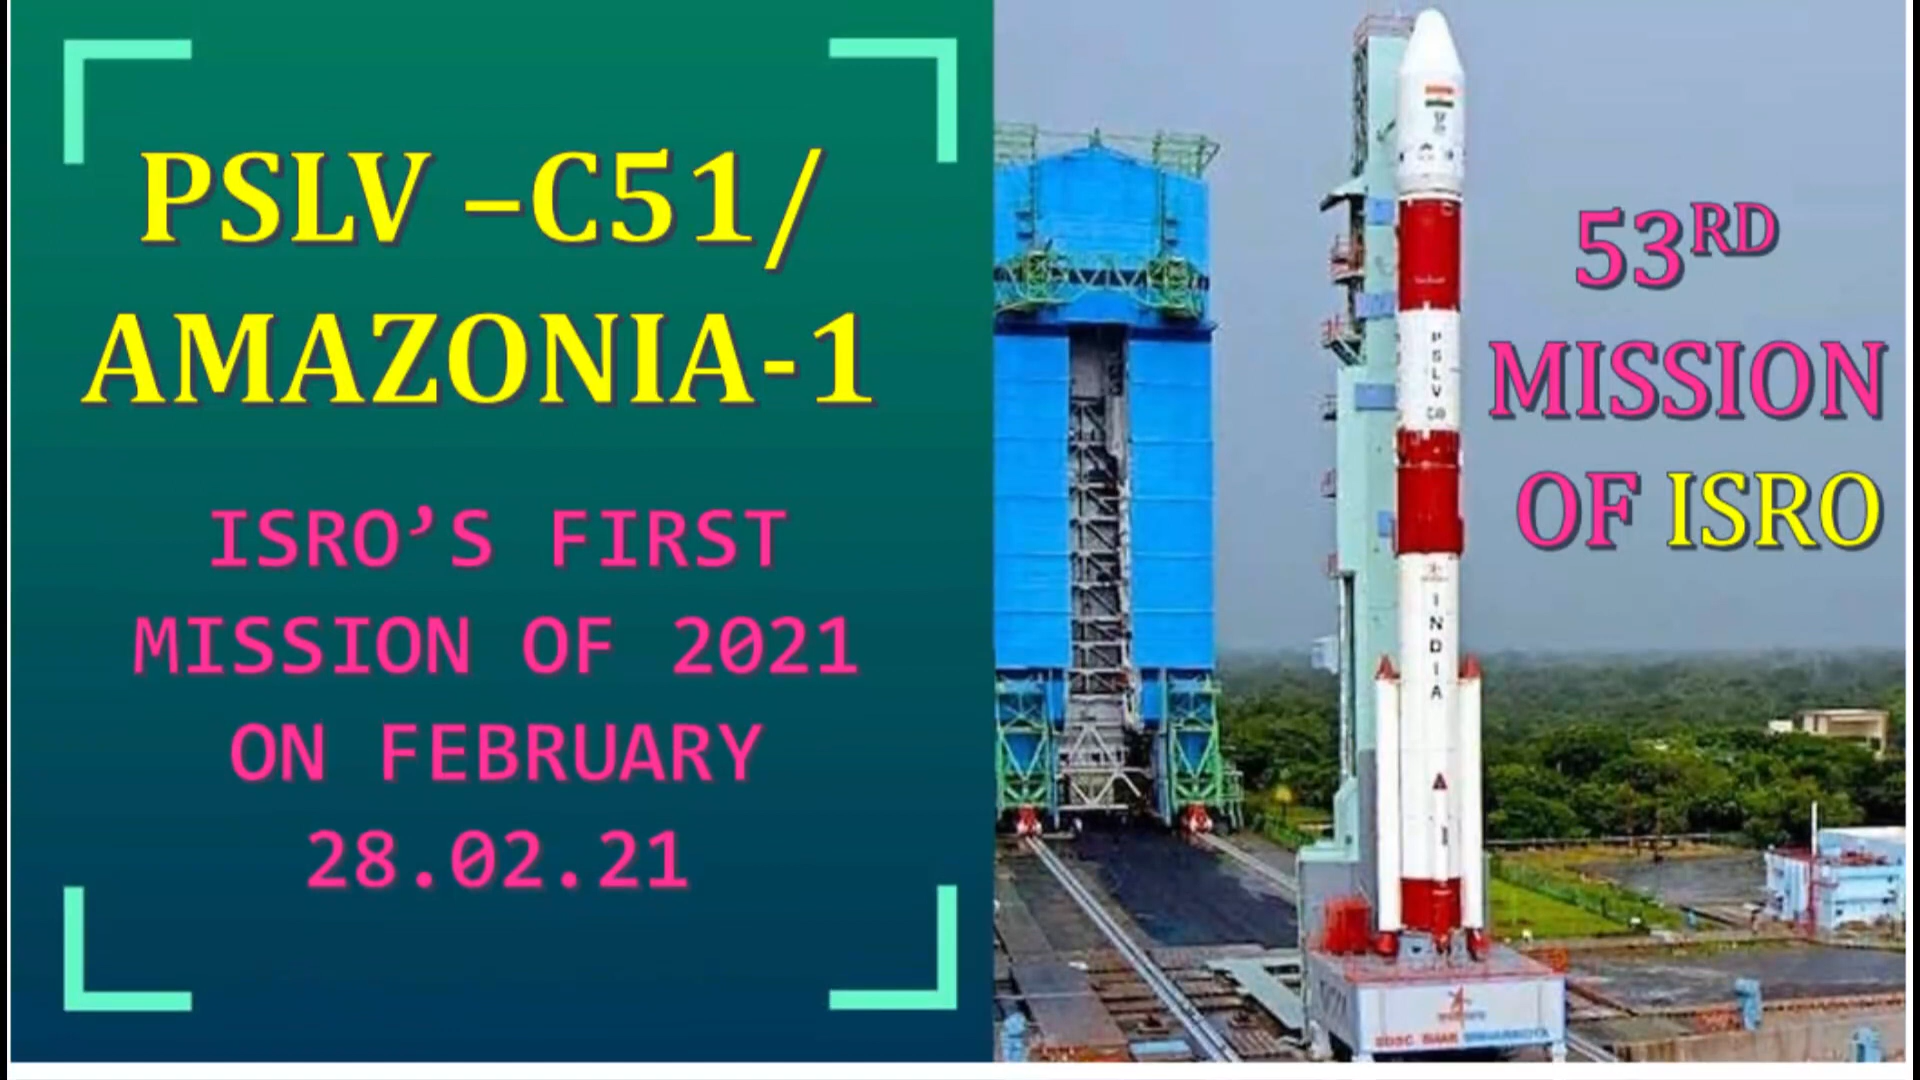 PSLV –C51/
AMAZONIA-1
ISRO’S FIRST
MISSION OF 2021
ON FEBRUARY
28.02.21
53RD
MISSION
OF ISRO
PSLV
INDIA